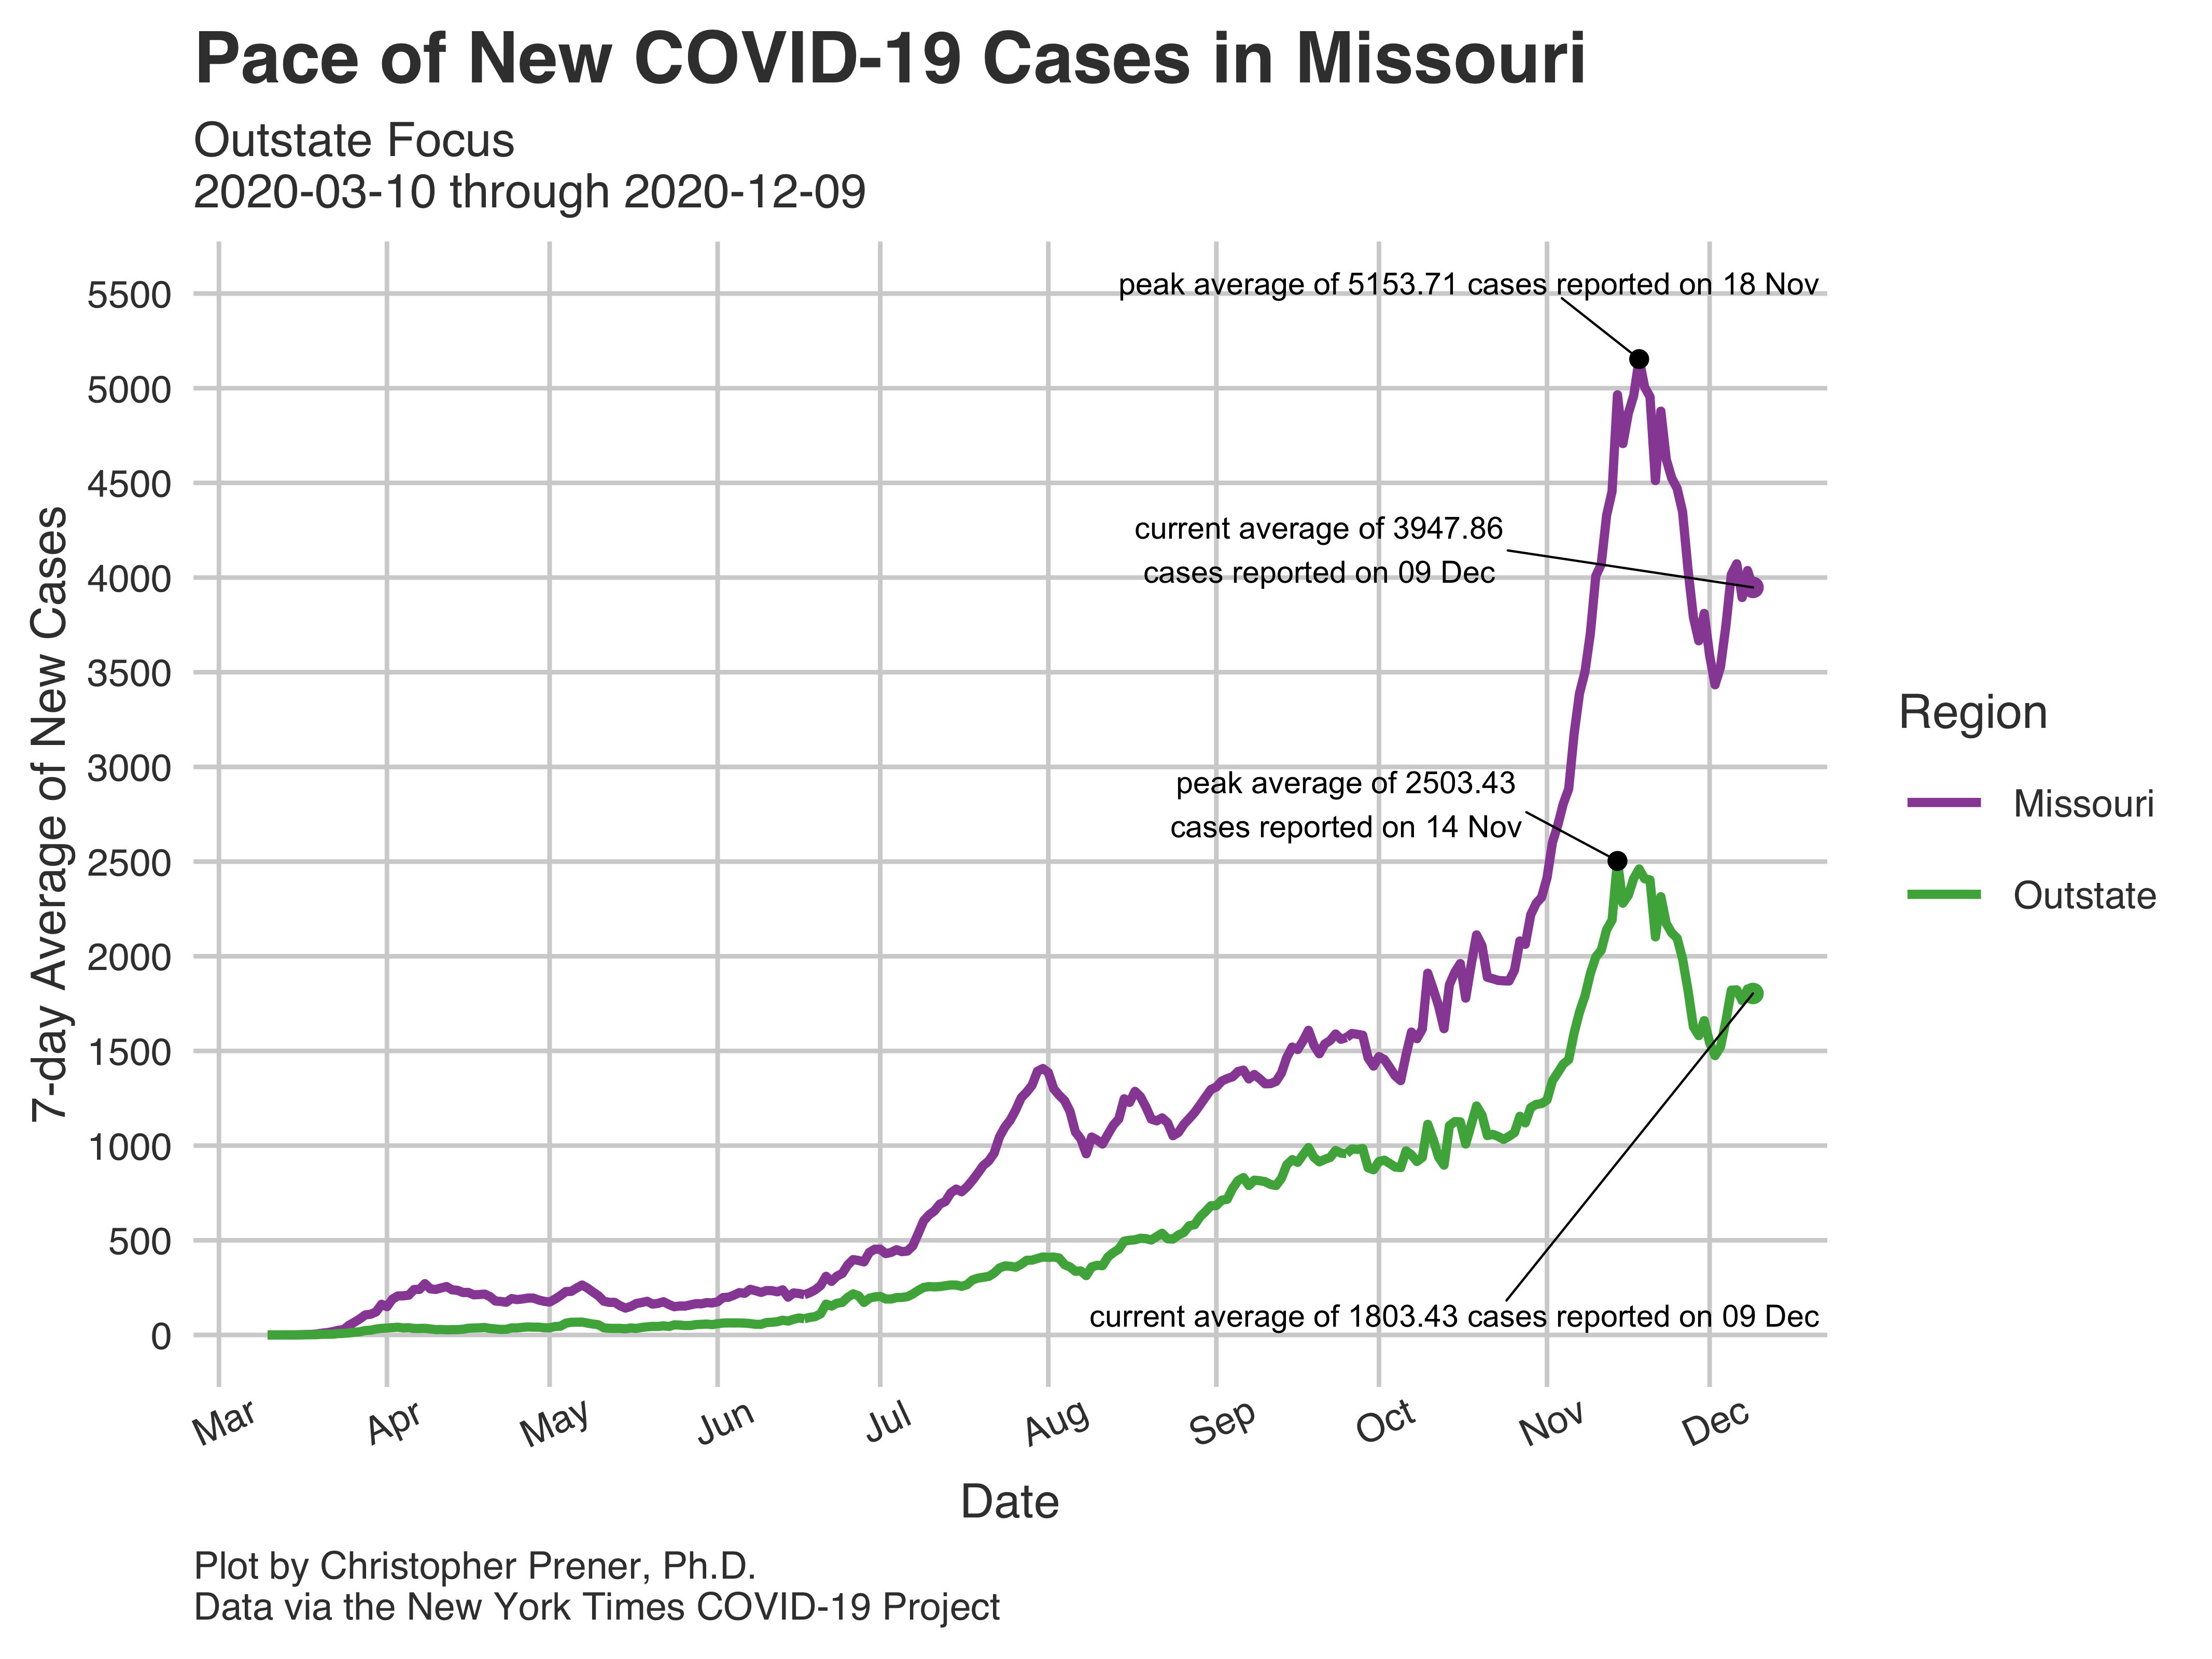 Pace of New COVID-19 Cases in Missouri
Outstate Focus
2020-03-10 through 2020-12-09
7-day Average of New Cases
5500
5000
4500
4000
3500
3000
2500
2000
1500
1000
500
0
peak average of 5153.71 cases reported on 18 Nov
current average of 3947.86
cases reported on 09 Dec
peak average of 2503.43
cases reported on 14 Nov
current average of 1803.43 cases reported on 09 Dec
Region
Missouri
Outstate
Mar
Apr
May
Jun
Jul
Aug
Sep
Oct
Nov
Dec
Date
Plot by Christopher Prener, Ph.D.
Data via the New York Times COVID-19 Project